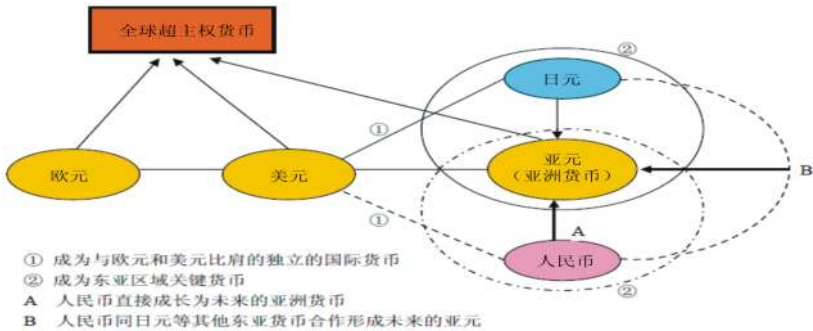 全球超主权货币
②
日元
①
欧元
美元
亚元
(亚洲货币)
B
A
①
人民币
②
① 成为与欧元和美元比肩的独立的国际货币
② 成为东亚区域关键货币
A 人民币直接成长为未来的亚洲货币
B 人民币同日元等其他东亚货币合作形成未来的亚元